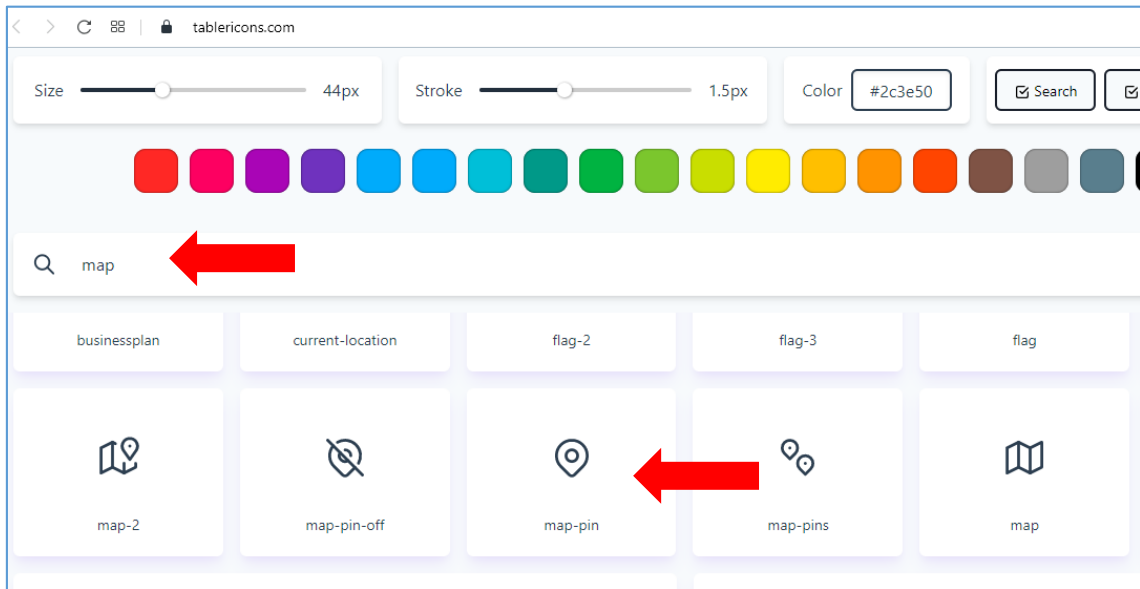 tablericons.com
Size 44px Stroke 1.5px Color #2c3e50 Search
map
businessplan current-location flag-2 flag-3 flag
map-2 map-pin-off map-pin map-pins map